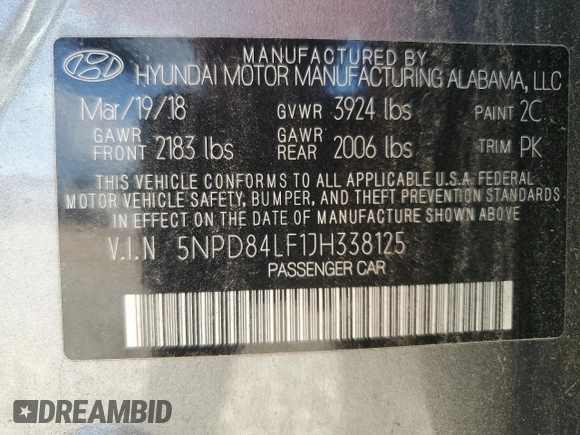 MANUFACTURED BY
HYUNDAI MOTOR MANUFACTURING ALABAMA, LLC
Mar/19/18 GVWR 3924 lbs PAINT 2C
GAWR FRONT 2183 lbs GAWR REAR 2006 lbs TRIM PK
THIS VEHICLE CONFORMS TO ALL APPLICABLE U.S.A FEDERAL
MOTOR VEHICLE SAFETY, BUMPER, AND THEFT PREVENTION STANDARDS
IN EFFECT ON THE DATE OF MANUFACTURE SHOWN ABOVE.
V.I.N 5NPD84LF1JH338125
PASSENGER CAR
DREAMBID